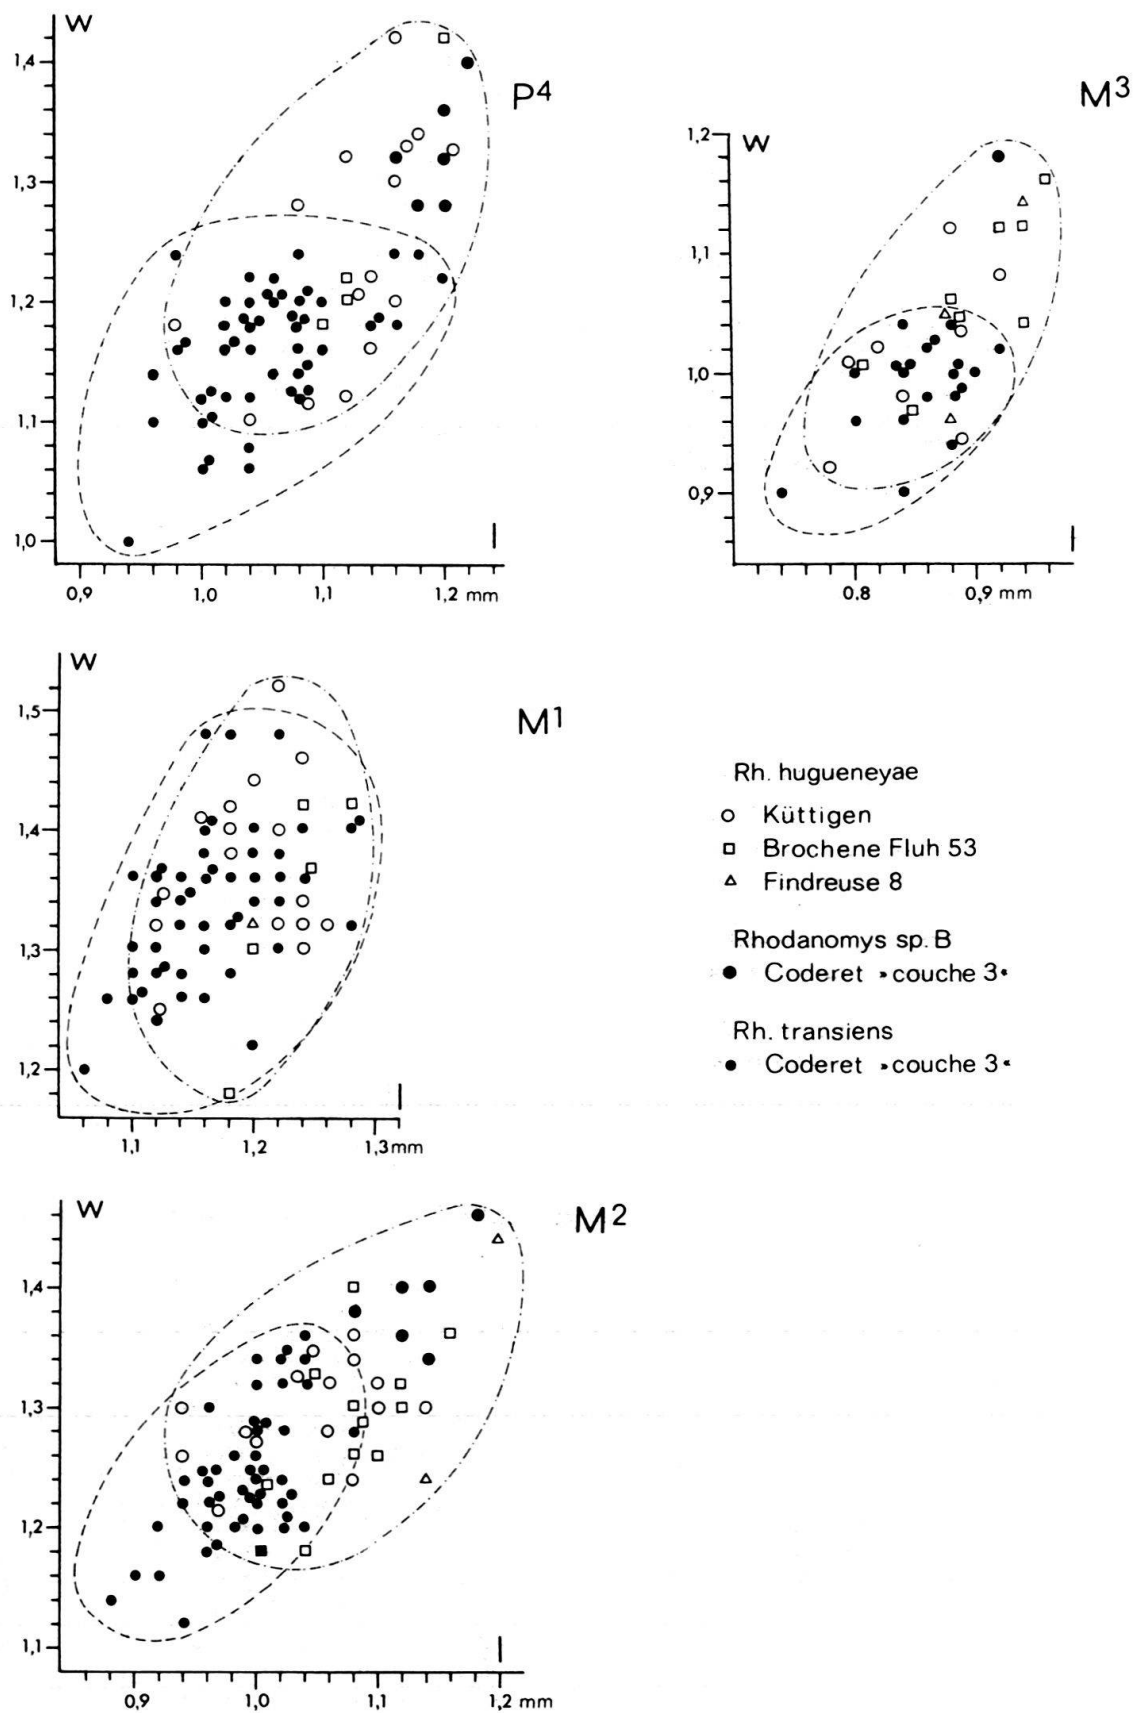 W
P4
1,4
1,3
1,2
1,1
1,0
0,9 1,0 1,1 1,2 mm
W
M3
1,2
1,1
1,0
0,9
0.8 0,9 mm
W
M1
1,5
1,4
1,3
1,2
1,1 1,2 1,3mm
Rh. hugueneyae
Küttigen
Brochene Fluh 53
Findreuse 8
Rhodanomys sp. B
Coderet »couche 3«
Rh. transiens
Coderet »couche 3«
W
M2
1,4
1,3
1,2
1,1
0,9 1,0 1,1 1,2 mm